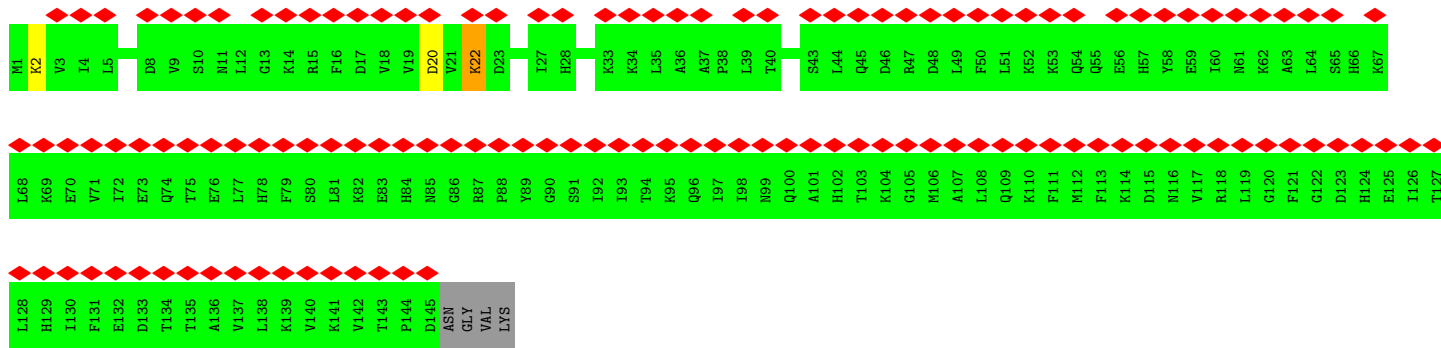 M1 K2 V3 I4 L5 D8 V9 S10 N11 L12 G13 K14 R15 F16 D17 V18 V19 D20 V21 K22 D23 I27 H28 K33 K34 L35 A36 A37 P38 L39 T40 S43 L44 Q45 D46 R47 D48 L49 F50 L51 K52 K53 Q54 Q55 E56 H57 Y58 E59 I60 N61 K62 A63 L64 S65 H66 K67
L68 K69 E70 V71 I72 E73 Q74 T75 E76 L77 H78 F79 S80 L81 K82 E83 H84 N85 G86 R87 P88 Y89 G90 S91 I92 I93 T94 K95 Q96 I97 I98 N99 Q100 A101 H102 T103 K104 G105 M106 A107 L108 Q109 K110 F111 M112 F113 K114 D115 N116 V117 R118 L119 G120 F121 G122 D123 H124 E125 I126 T127
L128 H129 I130 F131 E132 D133 T134 T135 A136 V137 L138 K139 V140 K141 V142 T143 P144 D145 ASN GLY VAL LYS